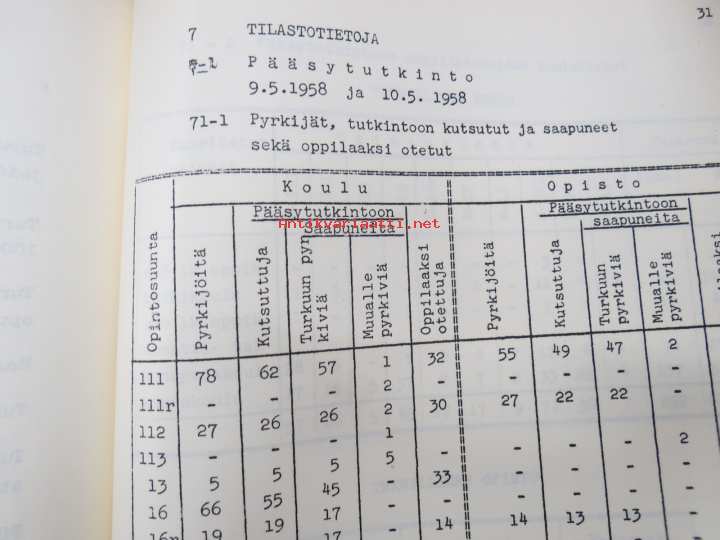 31
7 TILASTOTIETOJA
7-1 Pääsytutkinto
9.5.1958 ja 10.5. 1958
71-1 Pyrkijät, tutkintoon kutsutut ja saapuneet
sekä oppilaaksi otetut
Koulu Opisto
Pääsytutkintoon saapuneita Pääsytutkintoon saapuneita
Antikvariaatti.net
Opintosuunta Pyrkijöitä Kutsuttuja Turkuun pyrkiviä Muualle pyrkiviä Oppilaaksi otettuja Pyrkijöitä Kutsuttuja Turkuun pyrkiviä Muualle pyrkiviä
111 78 62 57 1 32 55 49 47 2
111r - - - 2 - - - - -
112 27 26 26 2 30 27 22 22 -
113 - - - 1 - - - - 2
13 5 5 5 5 - - - - -
16 66 55 45 - 33 - - - -
16r 19 19 17 - 14 14 13 13 -
17